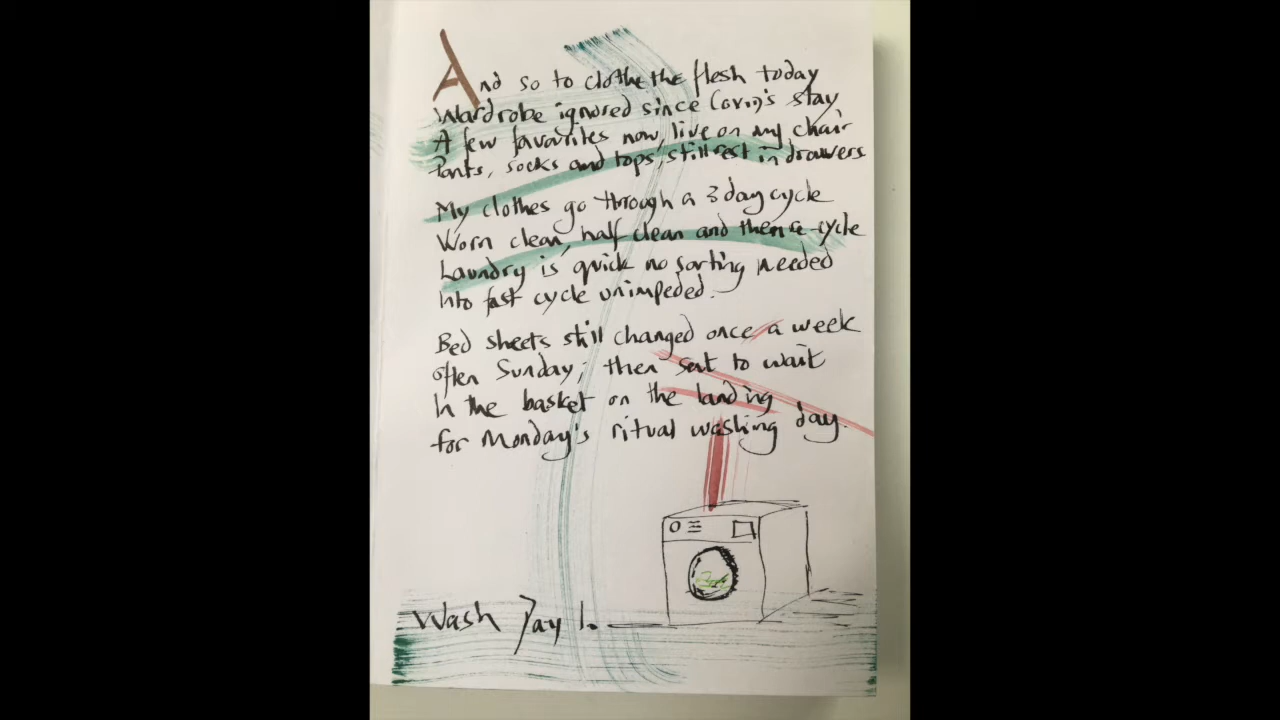 And so to clothe the flesh today
Wardrobe ignored since Covid's stay
A few favourites now, live on my chair
Pants, socks and tops, still rest in drawers
My clothes go through a 3 day cycle
Worn clean, half clean and then re-cycle
Laundry is quick no sorting needed
Into fast cycle unimpeded.
Bed sheets still changed once a week
often Sunday; then sent to wait
In the basket on the landing
for Monday's ritual washing day.
Wash Day 1.